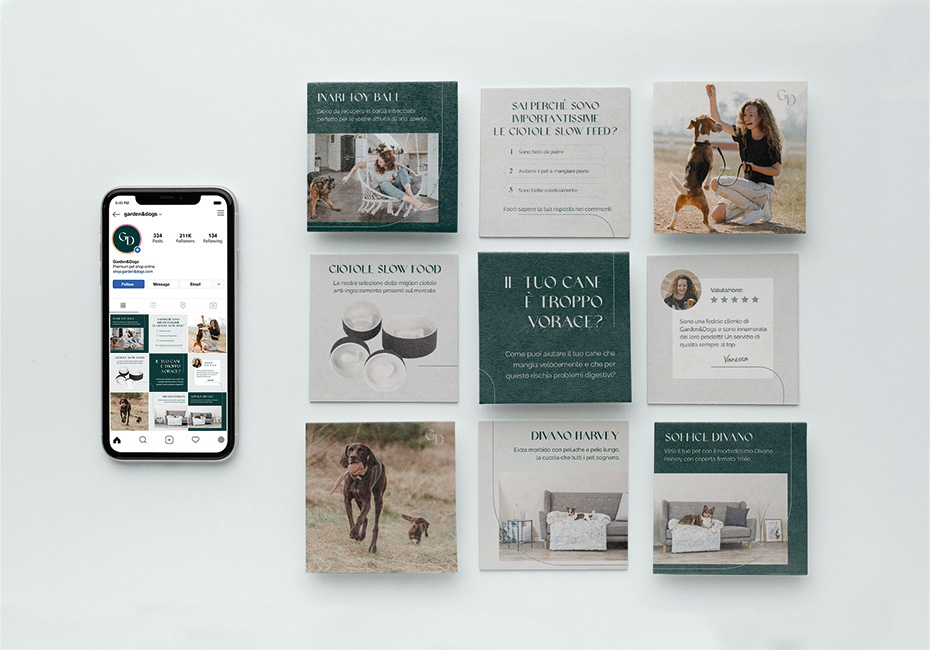 9:41 PM
garden&dogs
GD
334
211K
134
Posts
Followers
Following
Garden&Dogs
Premium pet shop online
shop.garden&dogs.com
Follow
Message
Email
INARI TOY BALL
Gioco da recupero in corda intrecciata
perfetto per le vostre attività all'aria aperta
SAI PERCHÈ SONO
IMPORTANTISSIME
LE CIOTOLE SLOW FEED?
1 Sono facili da pulire
2 Aiutano il pet a mangiare piano
3 Sono belle esteticamente
Facci sapere la tua risposta nei commenti
GD
CIOTOLE SLOW FOOD
La nostra selezione delle migliori ciotole
anti-ingozzamento presenti sul mercato
IL TUO CANE
È TROPPO
VORACE?
Come puoi aiutare il tuo cane che
mangia velocemente e che per
questo rischia problemi digestivi?
Valutazione:
Sono una fedele cliente di
Garden&Dogs e sono innamorata
dei loro prodotti! Un servizio di
qualità sempre al top.
Vanessa
GD
DIVANO HARVEY
Extra morbido con peluche a pelo lungo,
la cuccia che tutti i pet sognano.
SOFFICE DIVANO
Vizia il tuo pet con il morbidissimo Divano
Harvey con coperta firmato Trixie